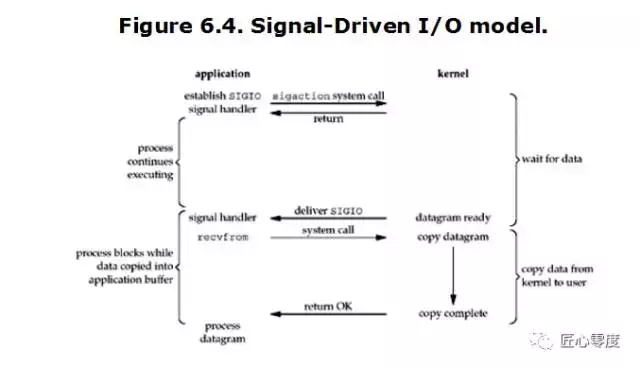 Figure 6.4. Signal-Driven I/O model.
application
kernel
establish SIGIO
signal handler
sigaction system call
return
process
continues
executing
wait for data
signal handler
deliver SIGIO
datagram ready
recvfrom
system call
copy datagram
process blocks while
data copied into
application buffer
copy data from
kernel to user
return OK
copy complete
process
datagram
匠心零度